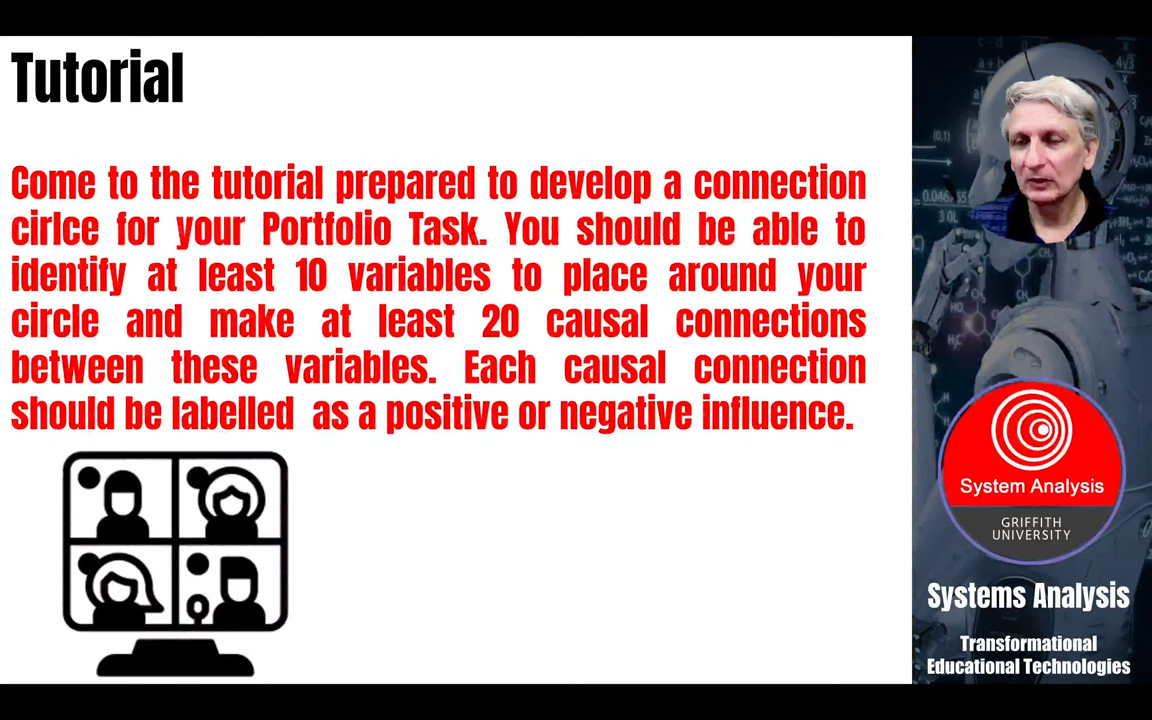 Tutorial
Come to the tutorial prepared to develop a connection
cirlce for your Portfolio Task. You should be able to
identify at least 10 variables to place around your
circle and make at least 20 causal connections
between these variables. Each causal connection
should be labelled as a positive or negative influence.
System Analysis
GRIFFITH
UNIVERSITY
Systems Analysis
Transformational
Educational Technologies